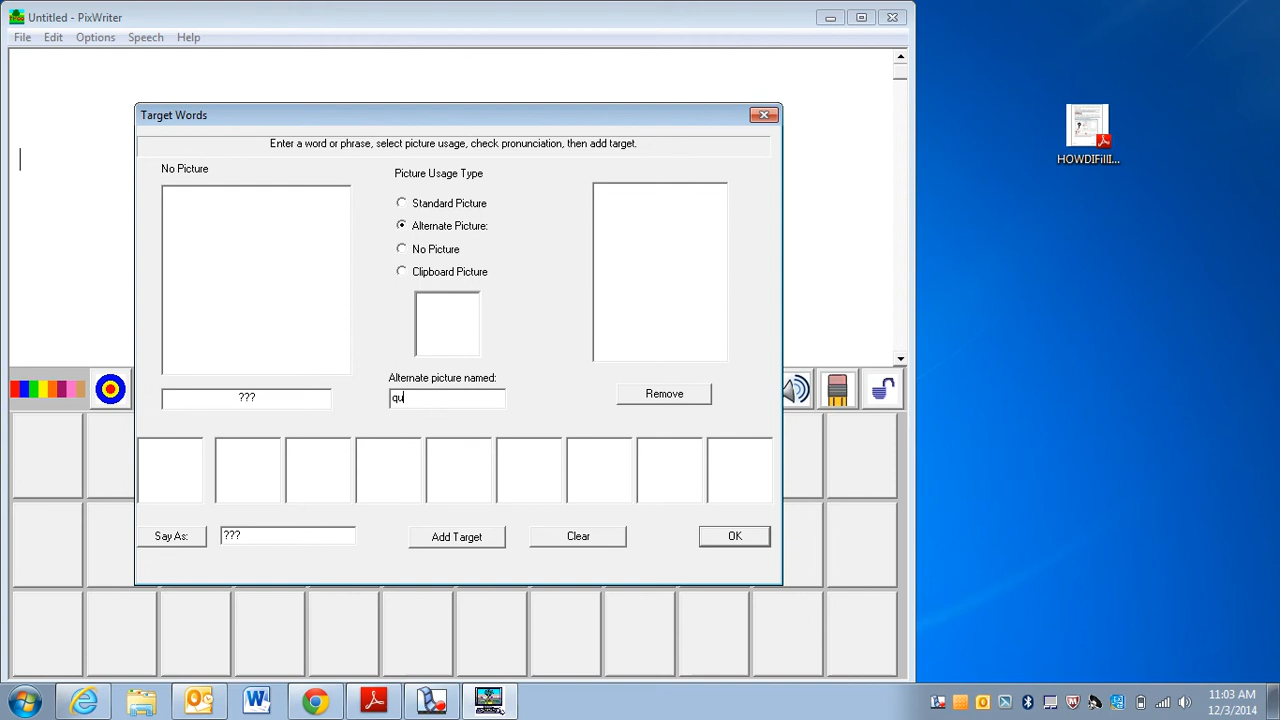 Untitled - PixWriter
File Edit Options Speech Help
Target Words
Enter a word or phrase, select picture usage, check pronunciation, then add target.
No Picture
Picture Usage Type
Standard Picture
Alternate Picture:
No Picture
Clipboard Picture
Alternate picture named:
???
qu
Remove
Say As:
???
Add Target
Clear
OK
HOWDIFillI...
11:03 AM
12/3/2014